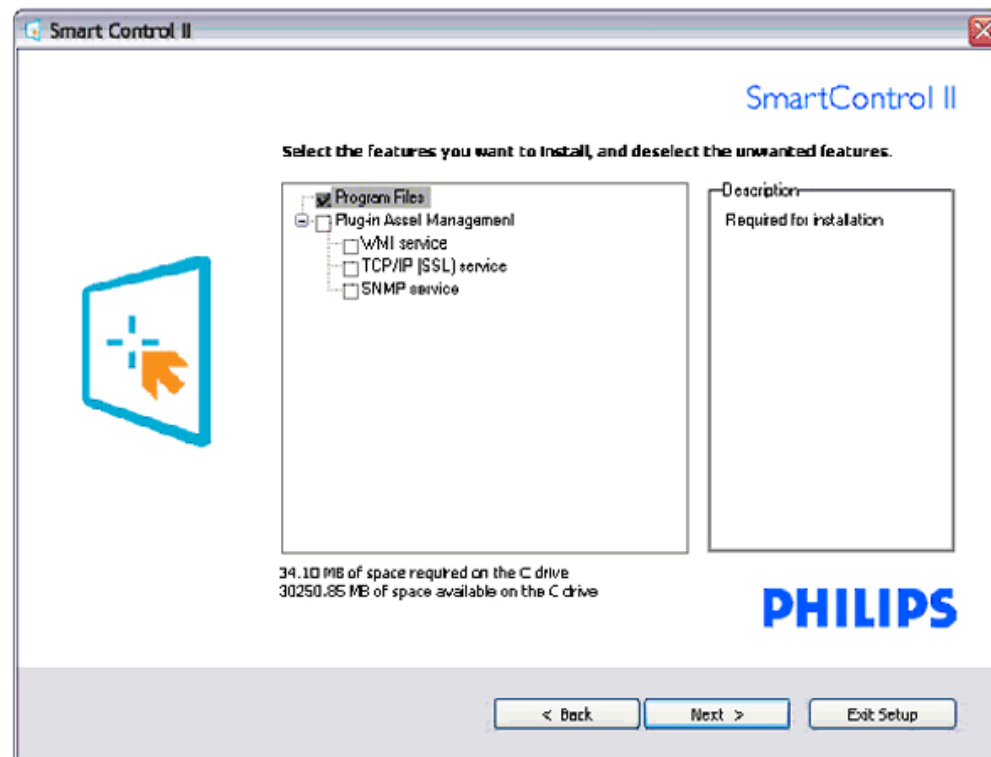 Smart Control II
SmartControl II
Select the features you want to install, and deselect the unwanted features.
Program Files
Plug-in Asset Management
WMI service
TCP/IP (SSL) service
SNMP service
Description
Required for installation
34.10 MB of space required on the C drive
30250.85 MB of space available on the C drive
PHILIPS
< Back
Next >
Exit Setup